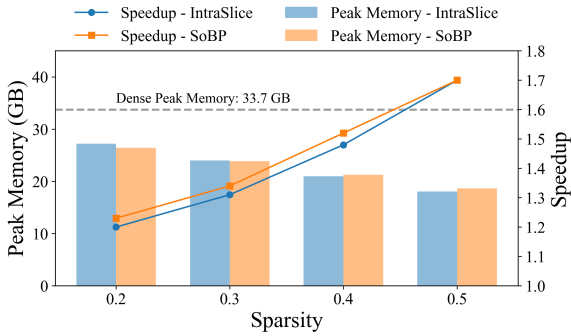 Speedup - IntraSlice Peak Memory - IntraSlice
Speedup - SoBP Peak Memory - SoBP
Dense Peak Memory: 33.7 GB
Peak Memory (GB)
40
30
20
10
0
Speedup
1.8
1.7
1.6
1.5
1.4
1.3
1.2
1.1
1.0
0.2 0.3 0.4 0.5
Sparsity